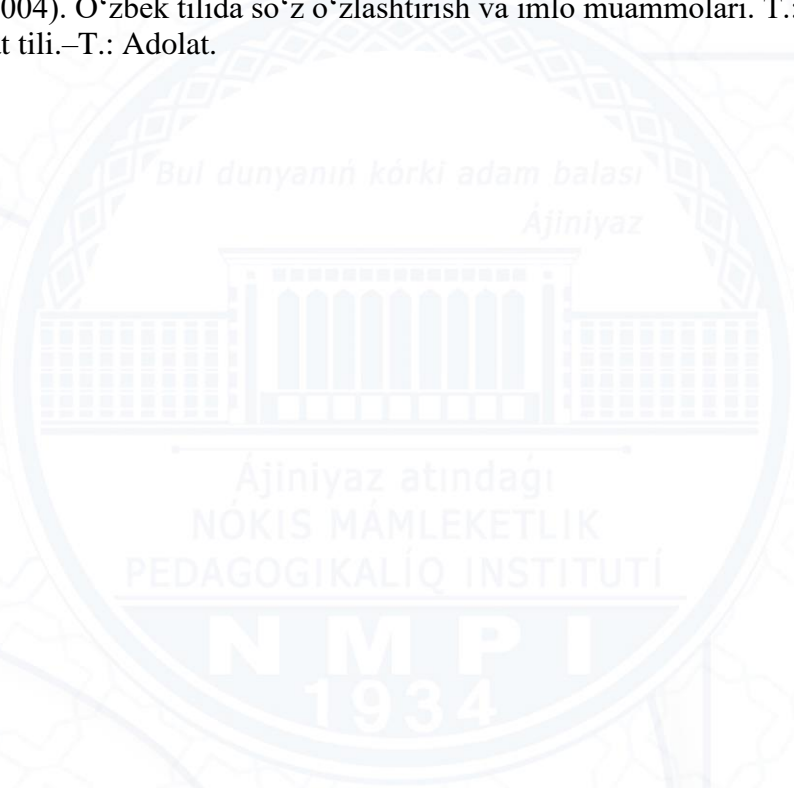 004). O‘zbek tilida so‘z o‘zlashtirish va imlo muammolari. T.:
t tili.–T.: Adolat.
Bul dunyanıń kórki adam balası
Ájiniyaz
Ájiniyaz atındaǵı
NÓKIS MÁMLEKETLIK
PEDAGOGIKALÍQ INSTITUTÍ
NMPI
1934